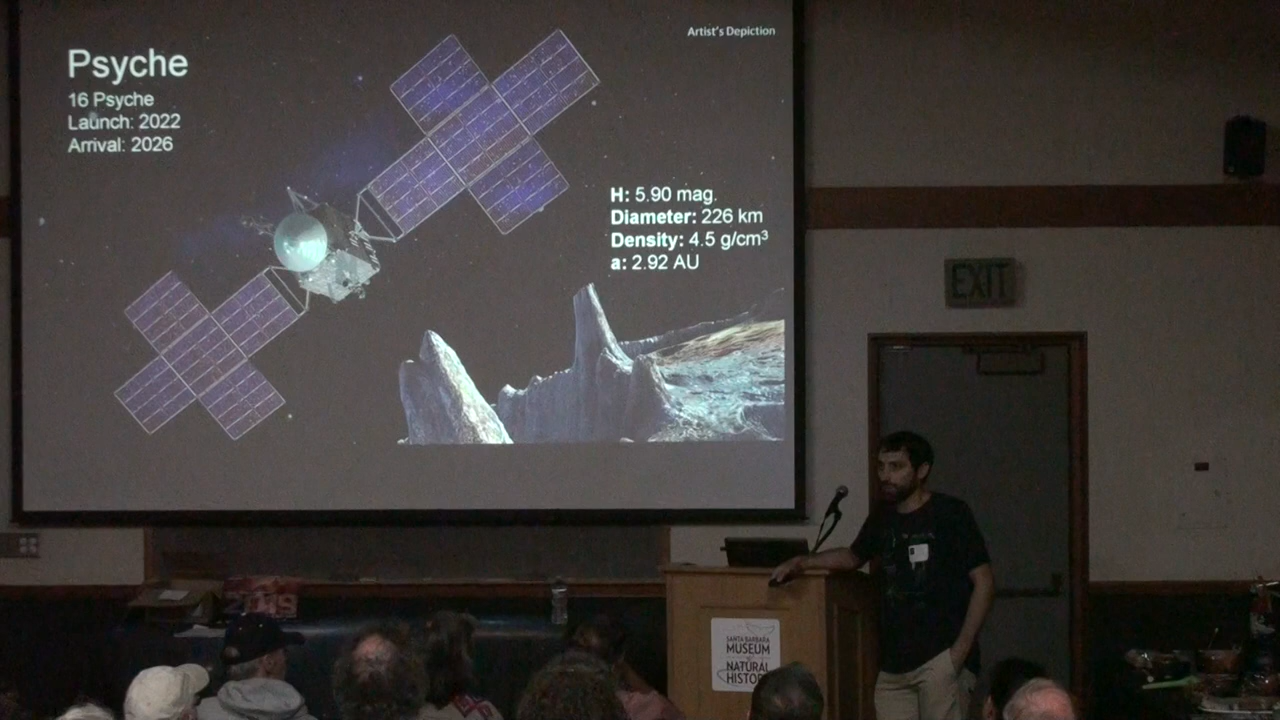 Artist's Depiction
Psyche
16 Psyche
Launch: 2022
Arrival: 2026
H: 5.90 mag.
Diameter: 226 km
Density: 4.5 g/cm³
a: 2.92 AU
EXIT
2019
SANTA BARBARA
MUSEUM
NATURAL
HISTORY